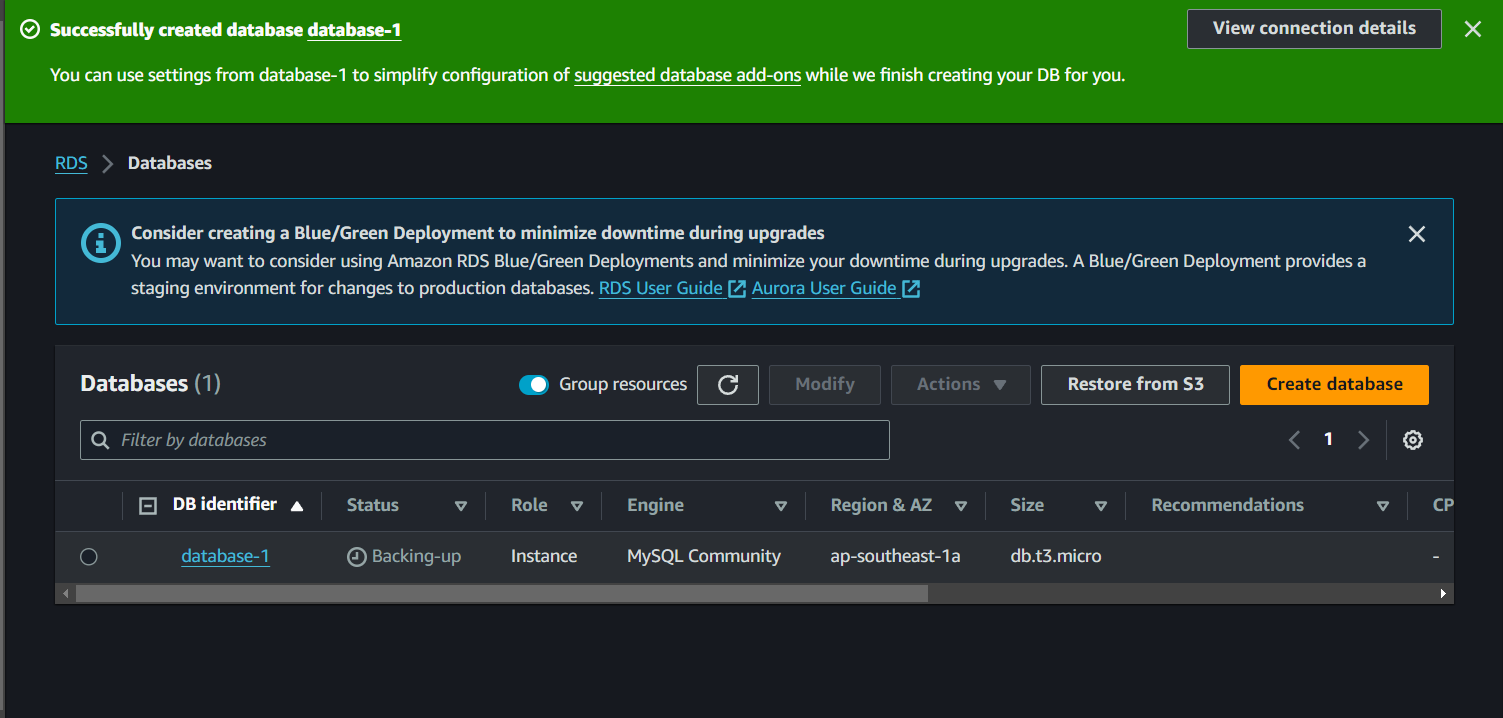 Successfully created database database-1
View connection details
You can use settings from database-1 to simplify configuration of suggested database add-ons while we finish creating your DB for you.
RDS
Databases
Consider creating a Blue/Green Deployment to minimize downtime during upgrades
You may want to consider using Amazon RDS Blue/Green Deployments and minimize your downtime during upgrades. A Blue/Green Deployment provides a
staging environment for changes to production databases. RDS User Guide Aurora User Guide
Databases (1)
Group resources
Modify
Actions
Restore from S3
Create database
Filter by databases
1
DB identifier Status Role Engine Region & AZ Size Recommendations CP
database-1 Backing-up Instance MySQL Community ap-southeast-1a db.t3.micro -